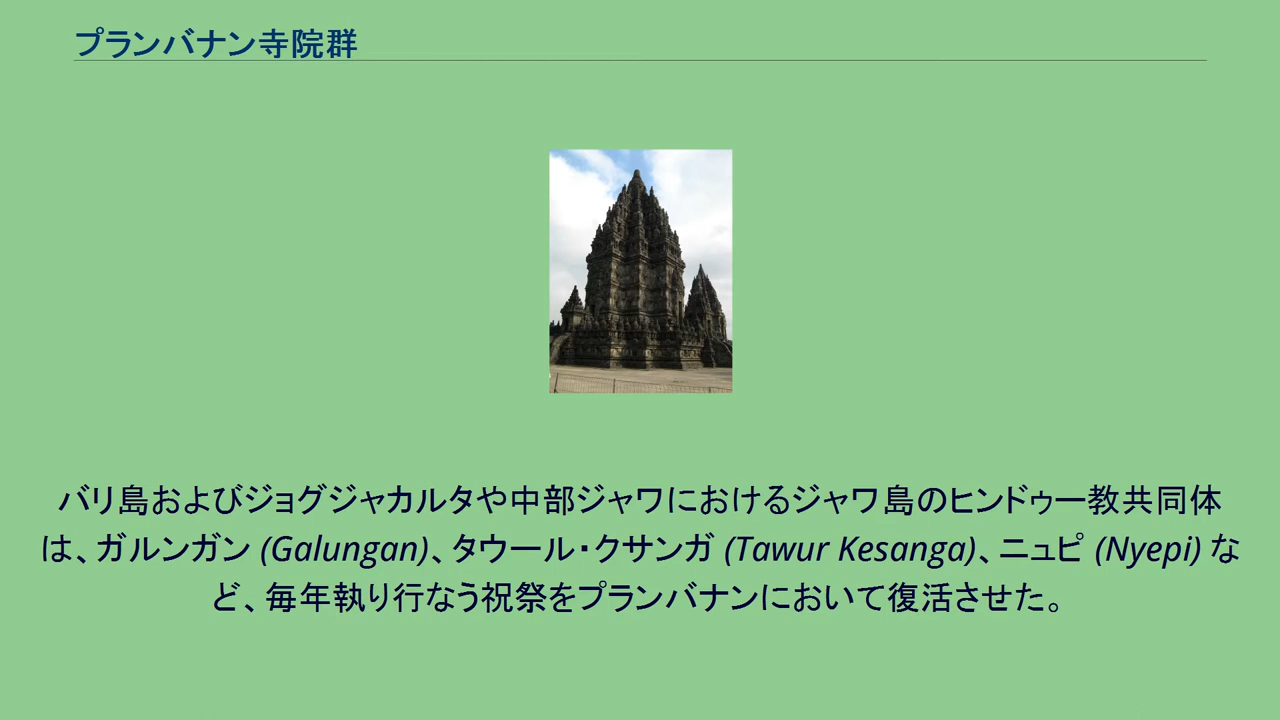 プランバナン寺院群
バリ島およびジョグジャカルタや中部ジャワにおけるジャワ島のヒンドゥー教共同体
は、ガルンガン (Galungan)、タウール・クサンガ (Tawur Kesanga)、ニュピ (Nyepi) な
ど、毎年執り行なう祝祭をプランバナンにおいて復活させた。